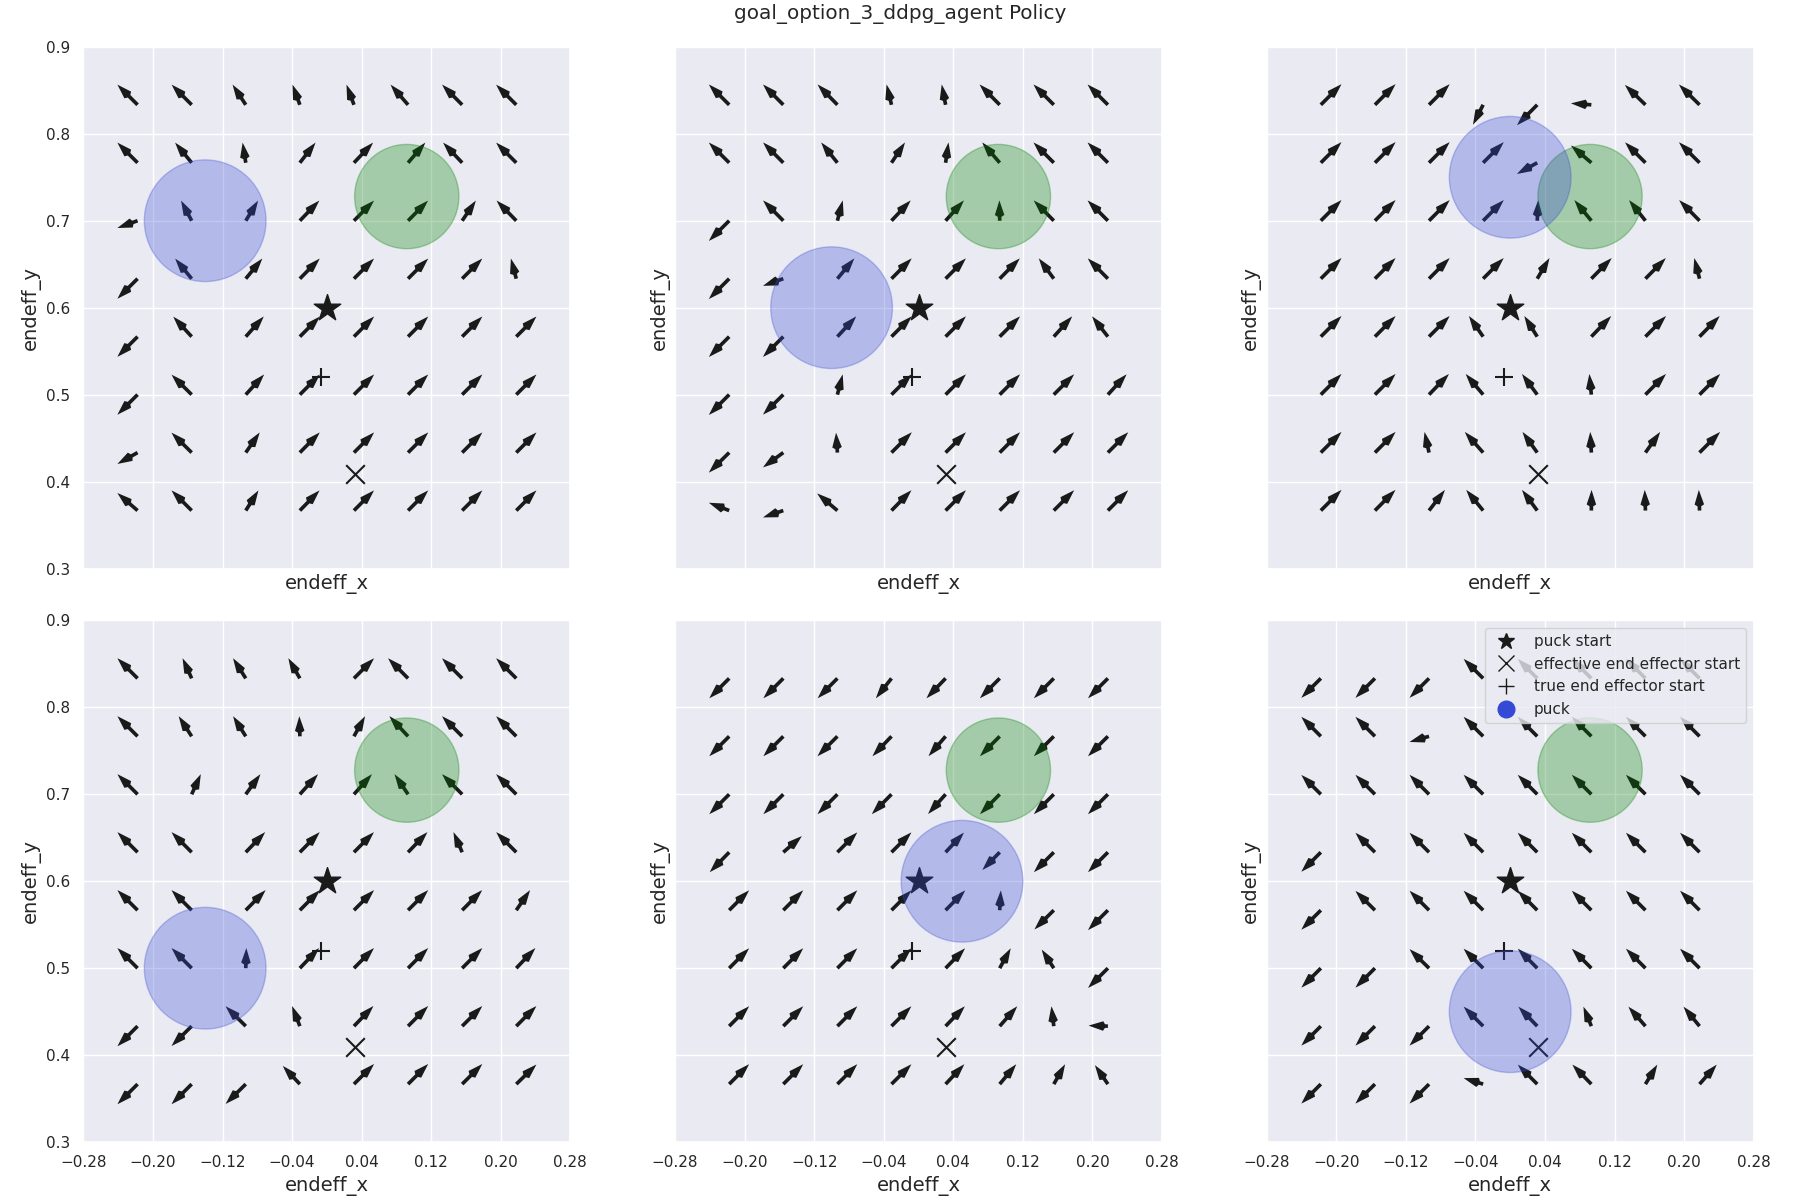 goal_option_3_ddpg_agent Policy
0.9
0.8
0.7
0.6
0.5
0.4
0.3
endeff_y
endeff_x
endeff_y
endeff_x
endeff_y
endeff_x
0.9
0.8
0.7
0.6
0.5
0.4
0.3
endeff_y
−0.28 −0.20 −0.12 −0.04 0.04 0.12 0.20 0.28
endeff_x
endeff_y
−0.28 −0.20 −0.12 −0.04 0.04 0.12 0.20 0.28
endeff_x
puck start
effective end effector start
true end effector start
puck
endeff_y
−0.28 −0.20 −0.12 −0.04 0.04 0.12 0.20 0.28
endeff_x